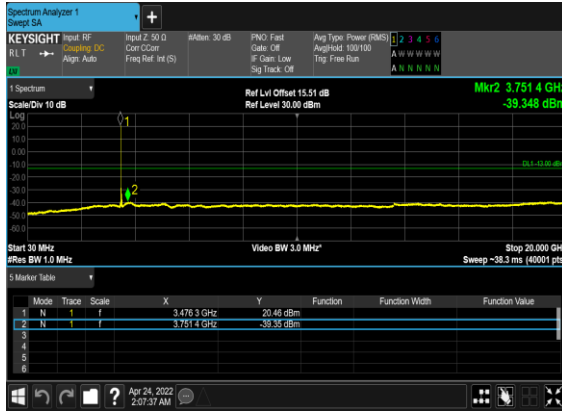 Spectrum Analyzer 1
Swept SA
+
KEYSIGHT Input: RF Input Z: 50 Ω #Atten: 30 dB PNO: Fast Avg Type: Power (RMS) 1 2 3 4 5 6
RLT Coupling: DC Corr CCorr Gate: Off Avg|Hold: 100/100 A W W W W W
Align: Auto Freq Ref: Int (S) IF Gain: Low Trig: Free Run
Sig Track: Off A N N N N N
LU
1 Spectrum Mkr2 3.751 4 GHz
Ref Lvl Offset 15.51 dB
Scale/Div 10 dB Ref Level 30.00 dBm -39.348 dBm
Log
20.0
10.0
0.00
-10.0
-20.0
-30.0
-40.0
-50.0
-60.0
1
2
DL1 -13.00 dBm
Start 30 MHz Video BW 3.0 MHz* Stop 20.000 GHz
#Res BW 1.0 MHz Sweep ~38.3 ms (40001 pts)
5 Marker Table
Mode Trace Scale X Y Function Function Width Function Value
1 N 1 f 3.476 3 GHz 20.46 dBm
2 N 1 f 3.751 4 GHz -39.35 dBm
3
4
5
6
? Apr 24, 2022
2:07:37 AM